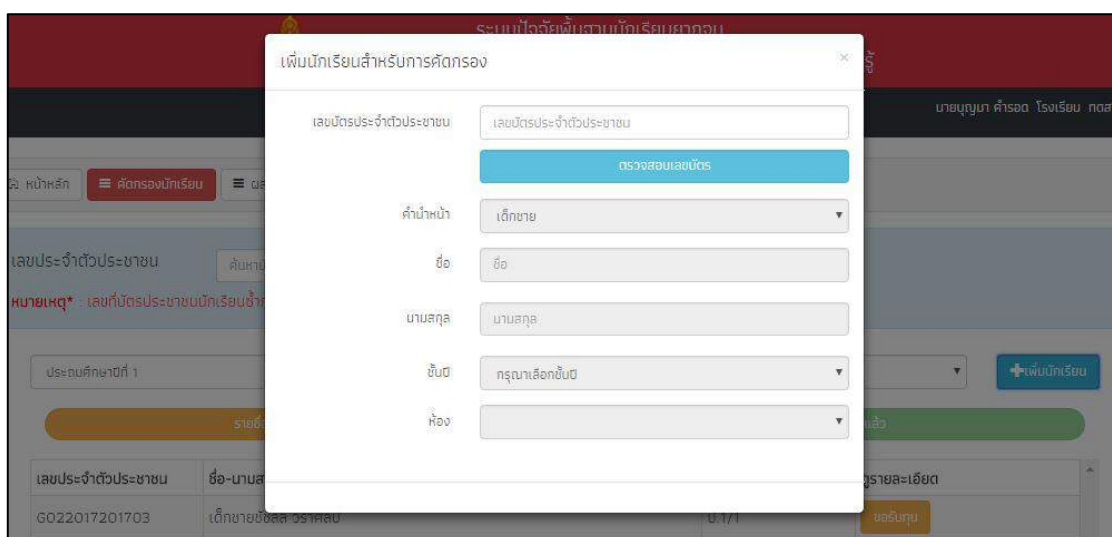 ระบบปัจจัยพื้นฐานนักเรียนยากจน
เพิ่มนักเรียนสำหรับการคัดกรอง ×
นายบุญมา คำรอด โรงเรียน
เลขบัตรประจำตัวประชาชน เลขบัตรประจำตัวประชาชน
ตรวจสอบเลขบัตร
หน้าหลัก คัดกรองนักเรียน
คำนำหน้า เด็กชาย
เลขประจำตัวประชาชน
ชื่อ ชื่อ
หมายเหตุ* : เลขที่บัตรประชาชนนักเรียนซ้ำ
นามสกุล นามสกุล
ประถมศึกษาปีที่ 1
ชั้นปี กรุณาเลือกชั้นปี
เพิ่มนักเรียน
ห้อง
เลขประจำตัวประชาชน ชื่อ-นามส ดูรายละเอียด
G022017201703 ป.1/1 ขอรับทุน